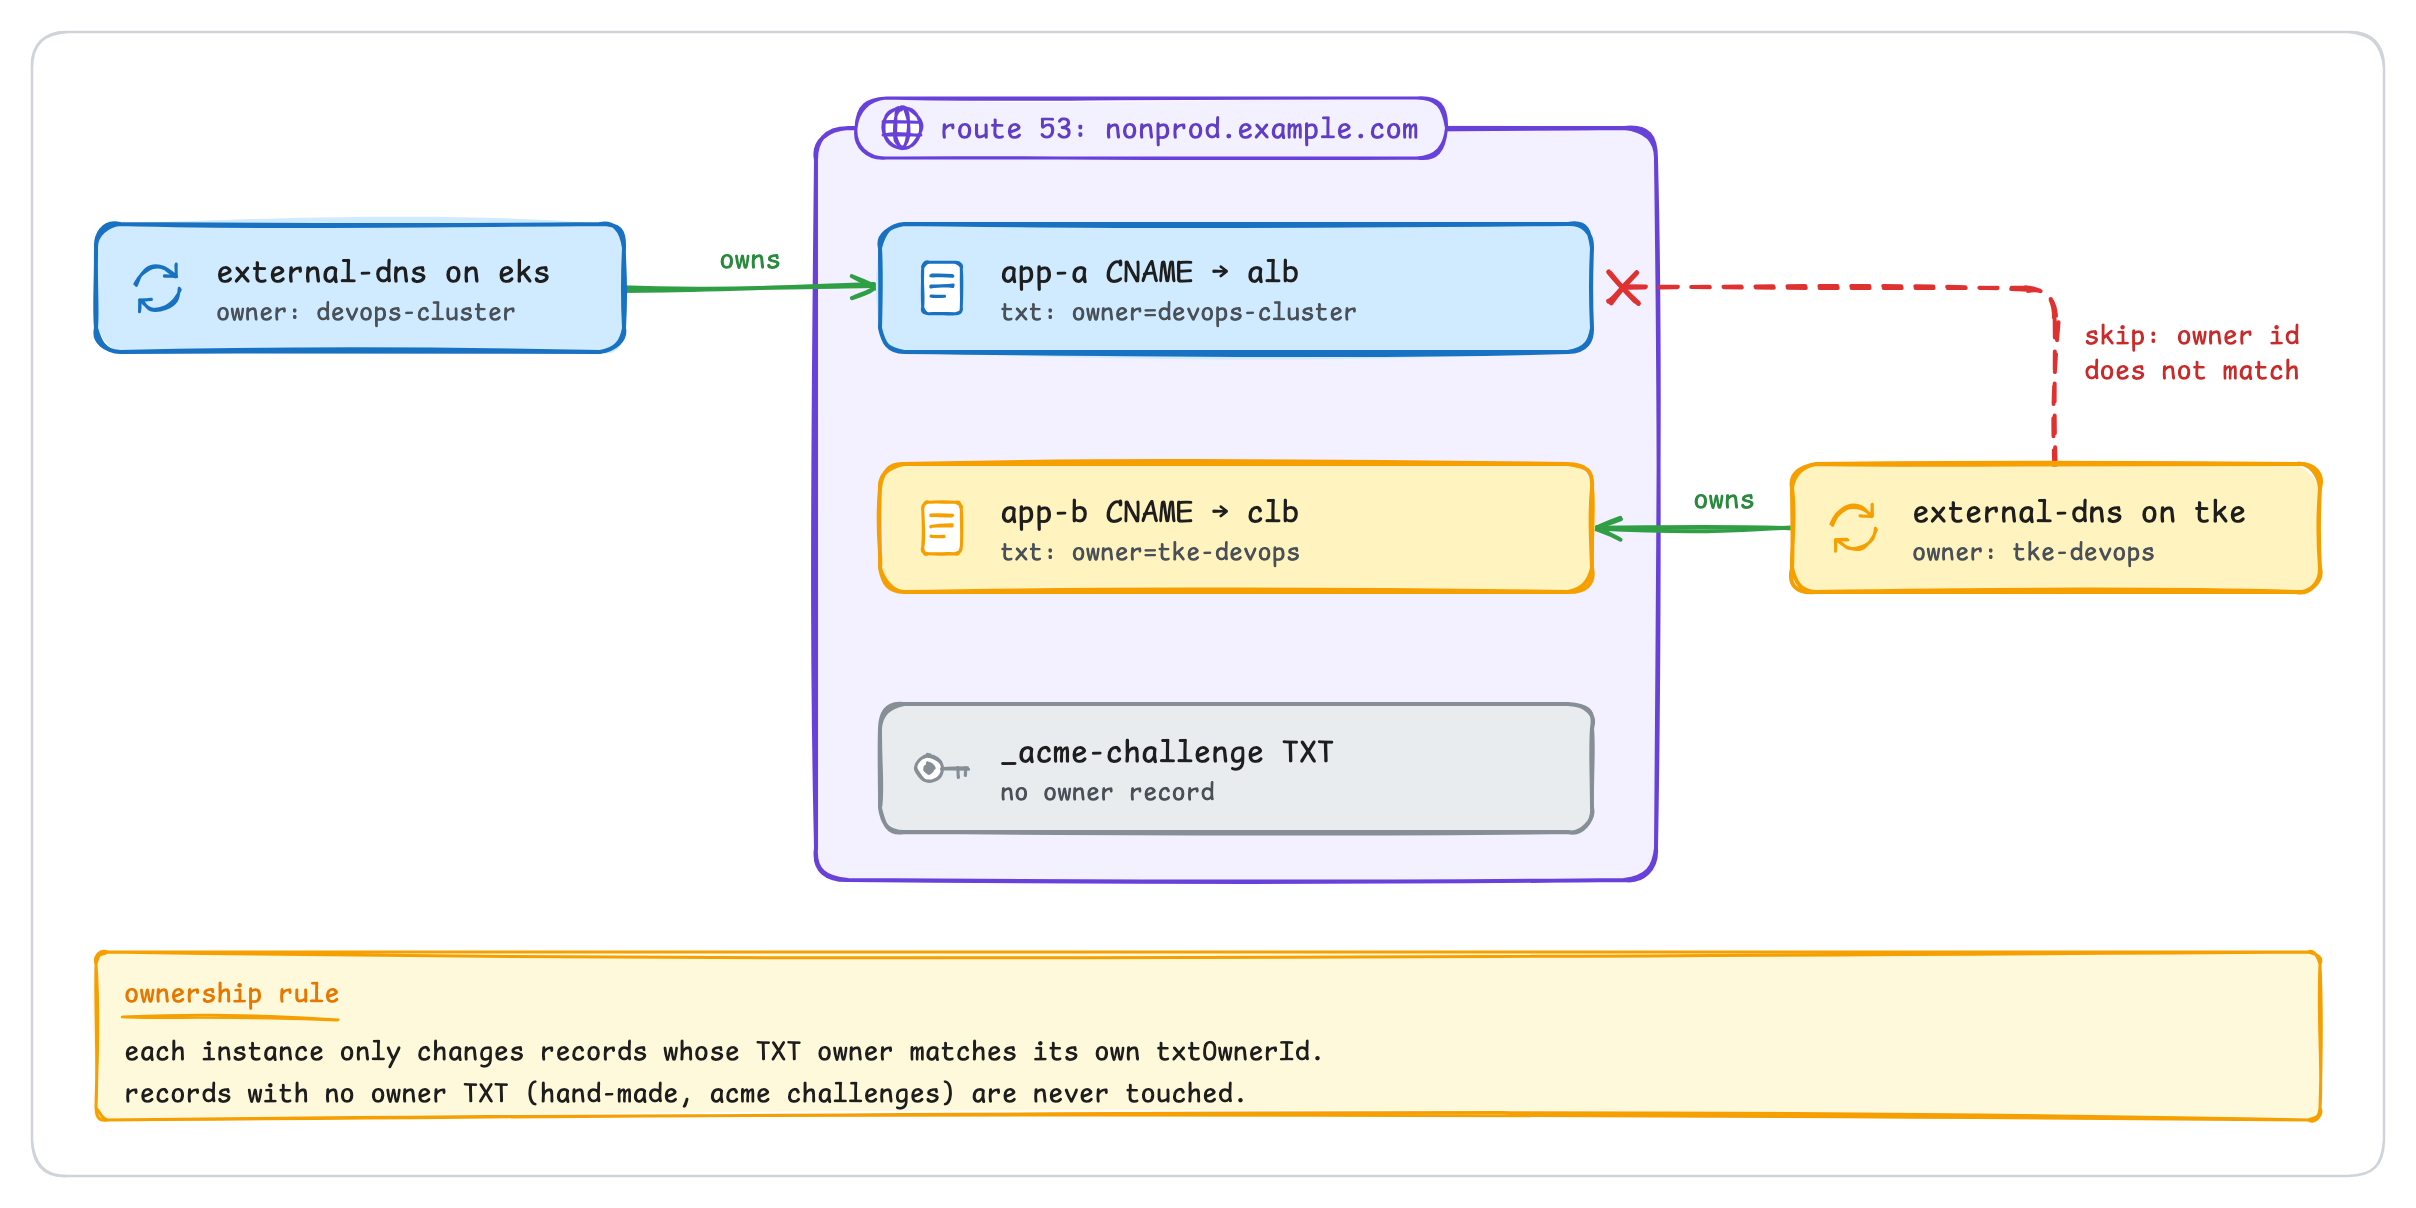 route 53: nonprod.example.com
external-dns on eks
owner: devops-cluster
owns
app-a CNAME → alb
txt: owner=devops-cluster
skip: owner id
does not match
app-b CNAME → clb
txt: owner=tke-devops
owns
external-dns on tke
owner: tke-devops
_acme-challenge TXT
no owner record
ownership rule
each instance only changes records whose TXT owner matches its own txtOwnerId.
records with no owner TXT (hand-made, acme challenges) are never touched.